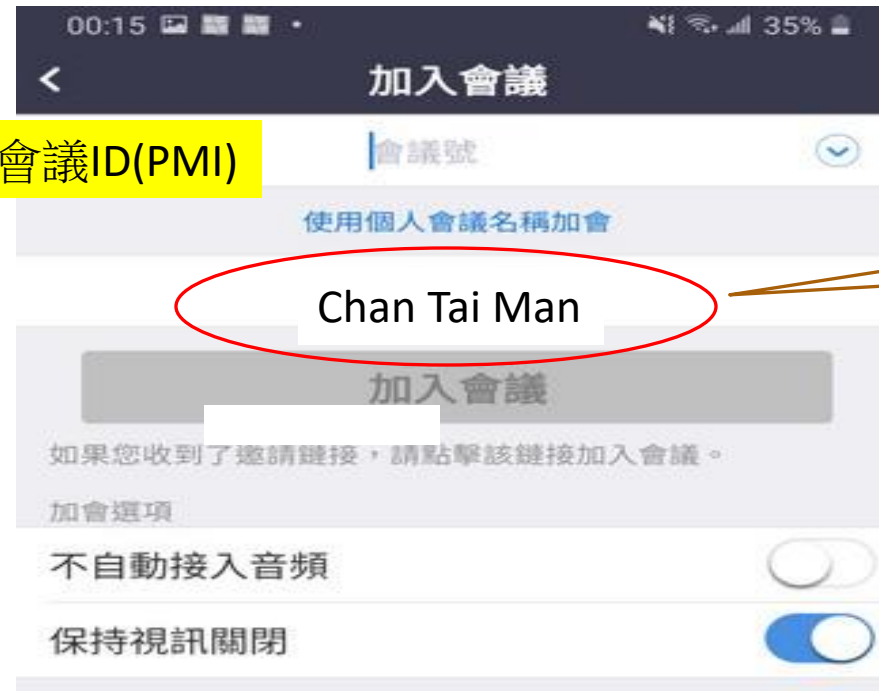 00:15 35%
加入會議
會議ID(PMI) 會議號
使用個人會議名稱加會
Chan Tai Man
加入會議
如果您收到了邀請鏈接，請點擊該鏈接加入會議。
加會選項
不自動接入音頻
保持視訊關閉